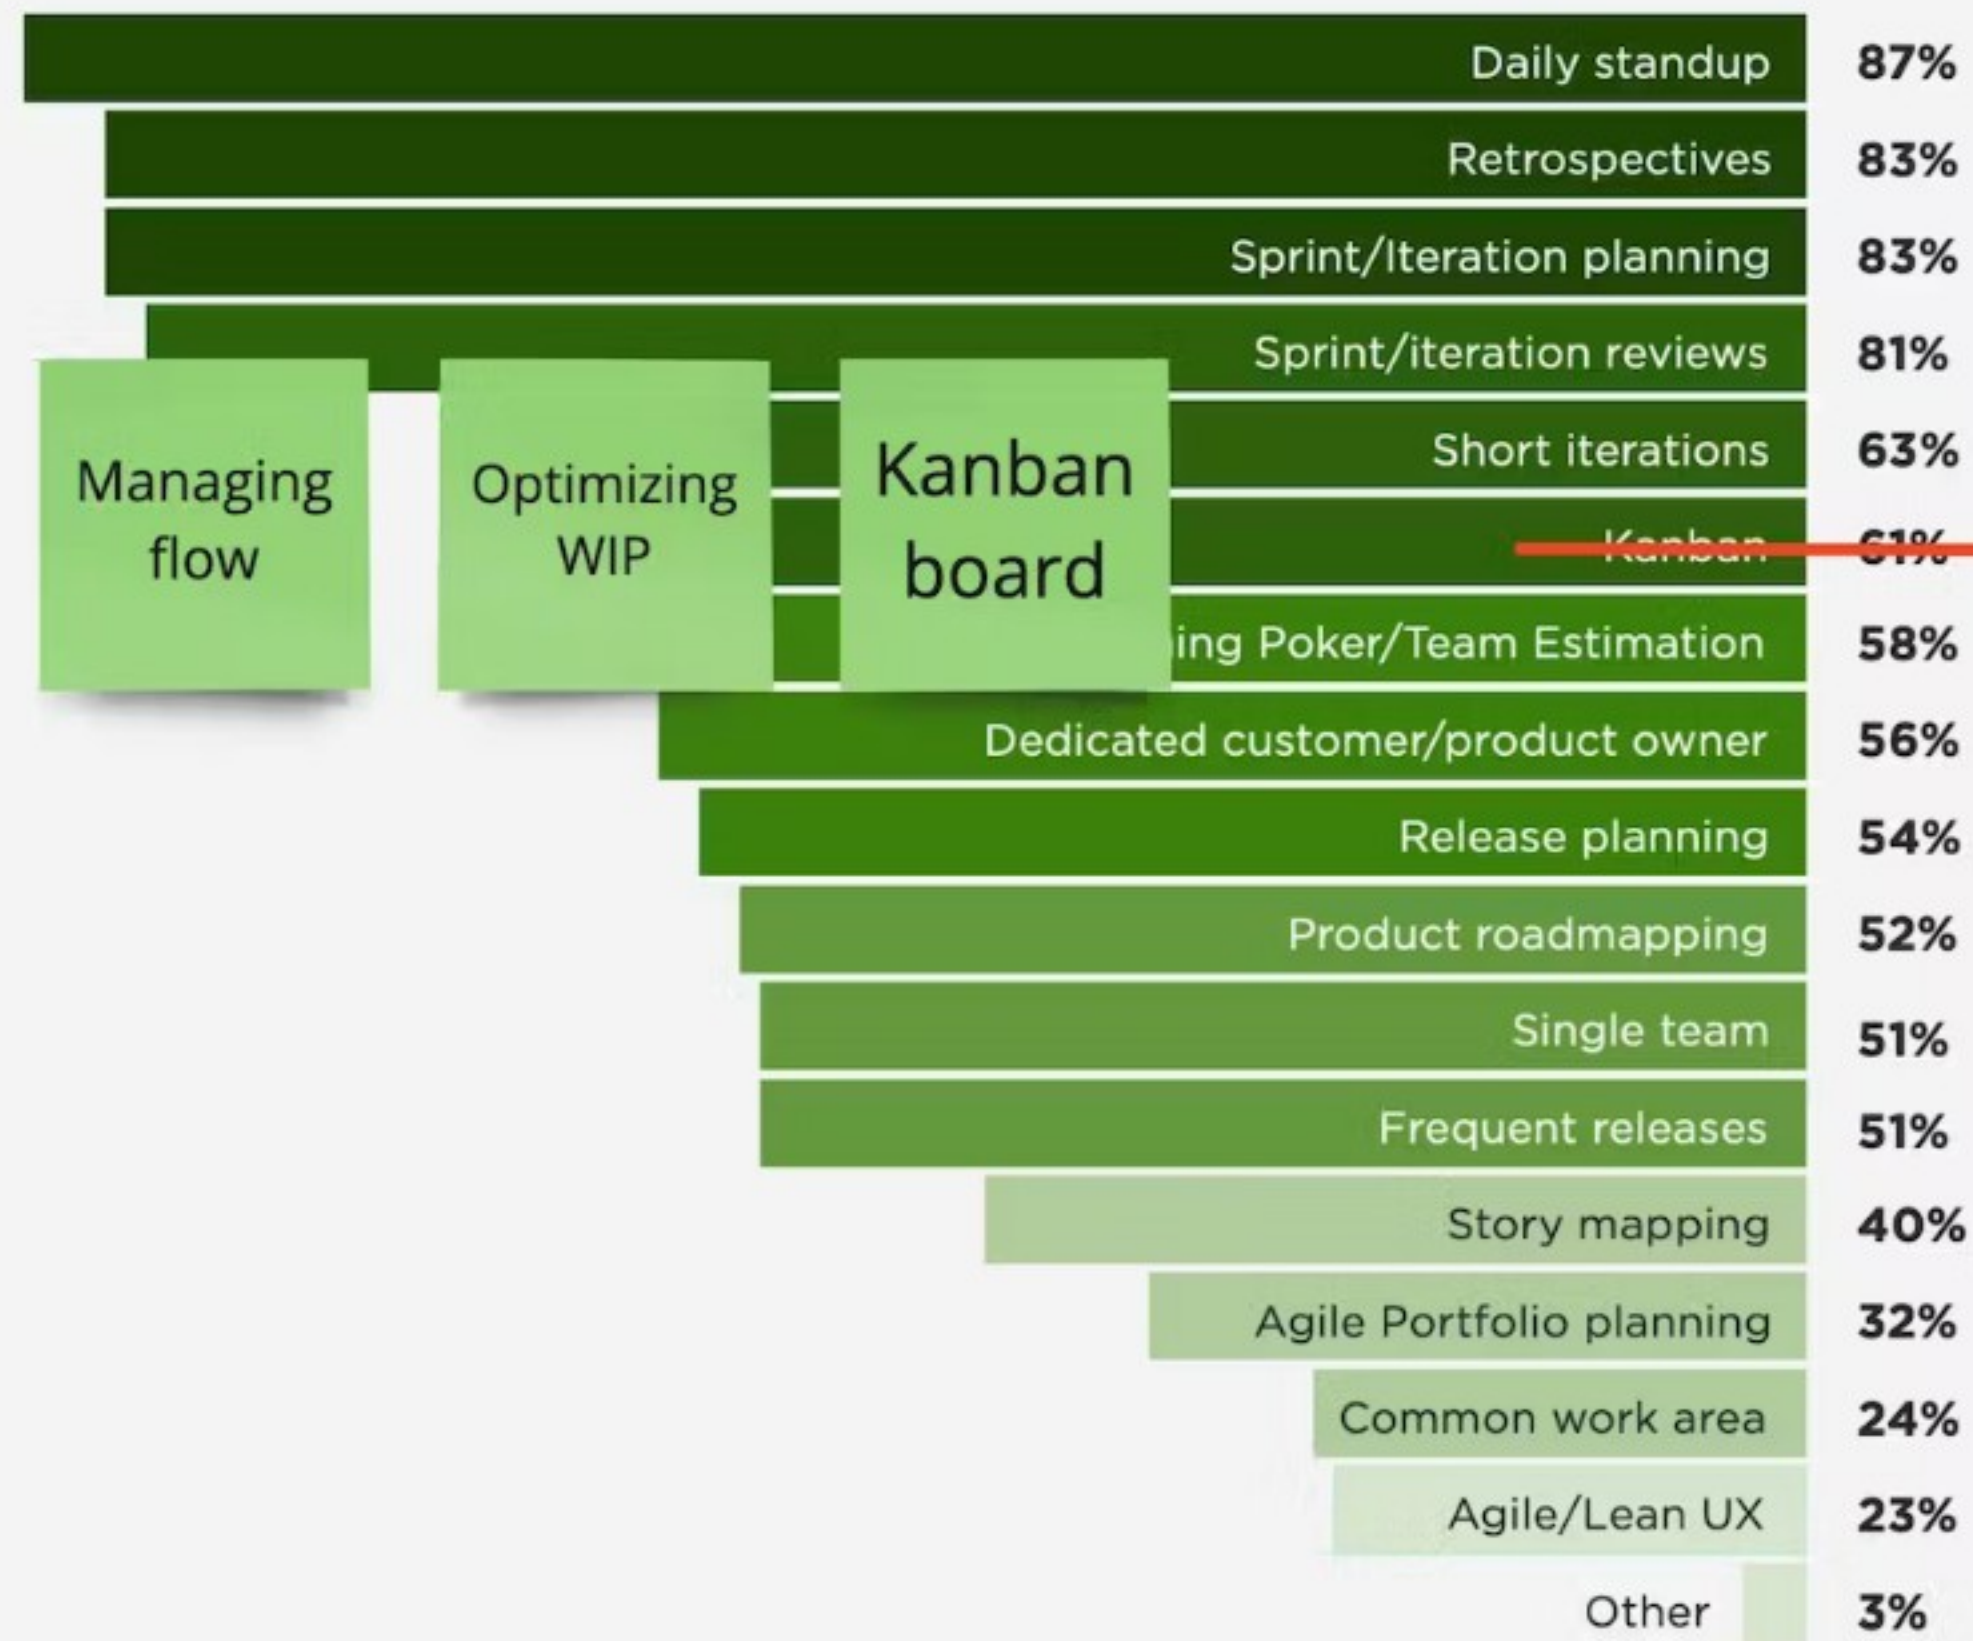 Daily standup 87%
Retrospectives 83%
Sprint/Iteration planning 83%
Sprint/iteration reviews 81%
Managing
flow
Optimizing
WIP
Kanban
board
Short iterations 63%
Kanban 61%
ing Poker/Team Estimation 58%
Dedicated customer/product owner 56%
Release planning 54%
Product roadmapping 52%
Single team 51%
Frequent releases 51%
Story mapping 40%
Agile Portfolio planning 32%
Common work area 24%
Agile/Lean UX 23%
Other 3%